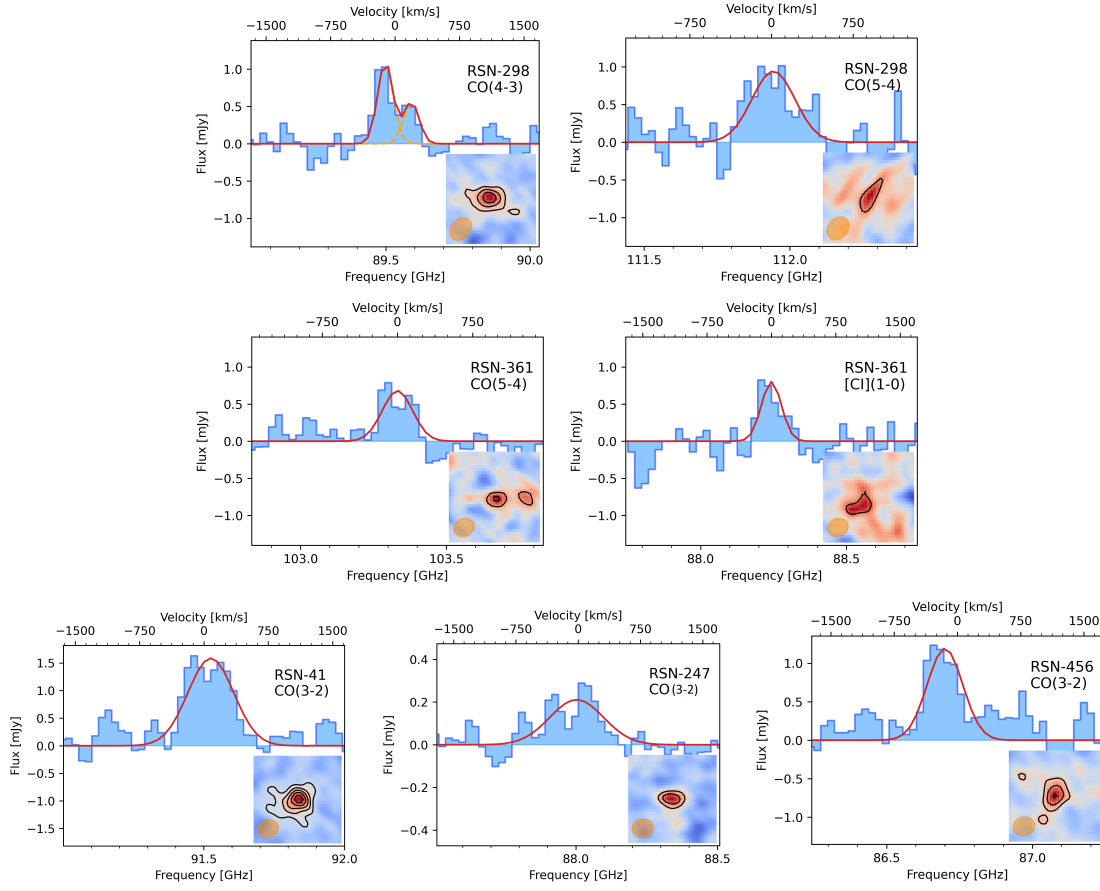 Velocity [km/s]
−1500 −750 0 750 1500
RSN-298
CO(4-3)
Flux [mJy]
1.0
0.5
0.0
−0.5
−1.0
89.5 90.0
Frequency [GHz]
Velocity [km/s]
−750 0 750
RSN-298
CO(5-4)
Flux [mJy]
1.0
0.5
0.0
−0.5
−1.0
111.5 112.0
Frequency [GHz]
Velocity [km/s]
−750 0 750
RSN-361
CO(5-4)
Flux [mJy]
1.0
0.5
0.0
−0.5
−1.0
103.0 103.5
Frequency [GHz]
Velocity [km/s]
−1500 −750 0 750 1500
RSN-361
[CI](1-0)
Flux [mJy]
1.0
0.5
0.0
−0.5
−1.0
88.0 88.5
Frequency [GHz]
Velocity [km/s]
−1500 −750 0 750 1500
RSN-41
CO(3-2)
Flux [mJy]
1.5
1.0
0.5
0.0
−0.5
−1.0
−1.5
91.5 92.0
Frequency [GHz]
Velocity [km/s]
−1500 −750 0 750 1500
RSN-247
CO (3-2)
Flux [mJy]
0.4
0.2
0.0
−0.2
−0.4
88.0 88.5
Frequency [GHz]
Velocity [km/s]
−1500 −750 0 750 1500
RSN-456
CO(3-2)
Flux [mJy]
1.0
0.5
0.0
−0.5
−1.0
86.5 87.0
Frequency [GHz]